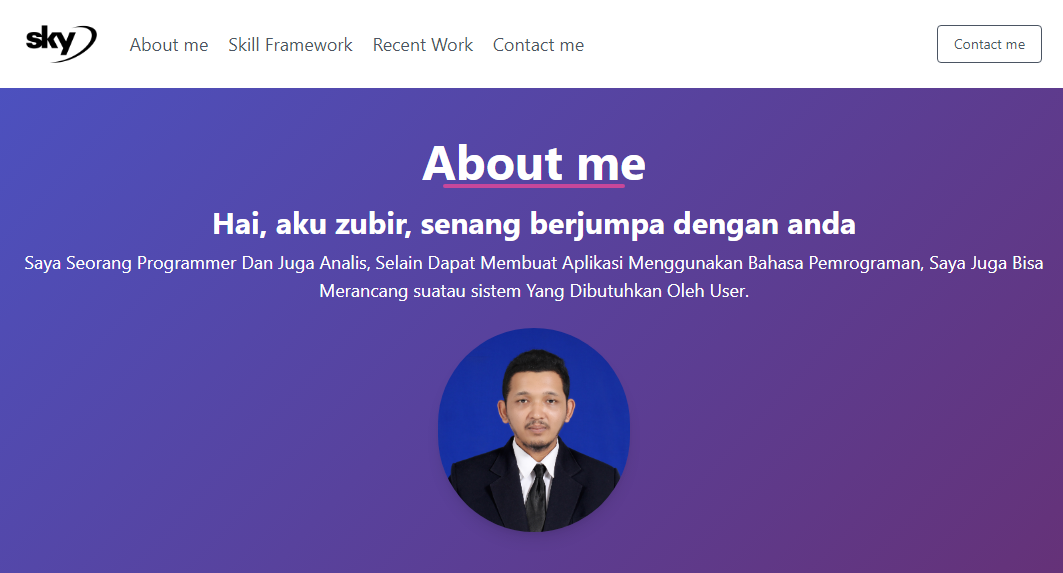 sky
About me
Skill Framework
Recent Work
Contact me
Contact me
About me
Hai, aku zubir, senang berjumpa dengan anda
Saya Seorang Programmer Dan Juga Analis, Selain Dapat Membuat Aplikasi Menggunakan Bahasa Pemrograman, Saya Juga Bisa
Merancang suatau sistem Yang Dibutuhkan Oleh User.